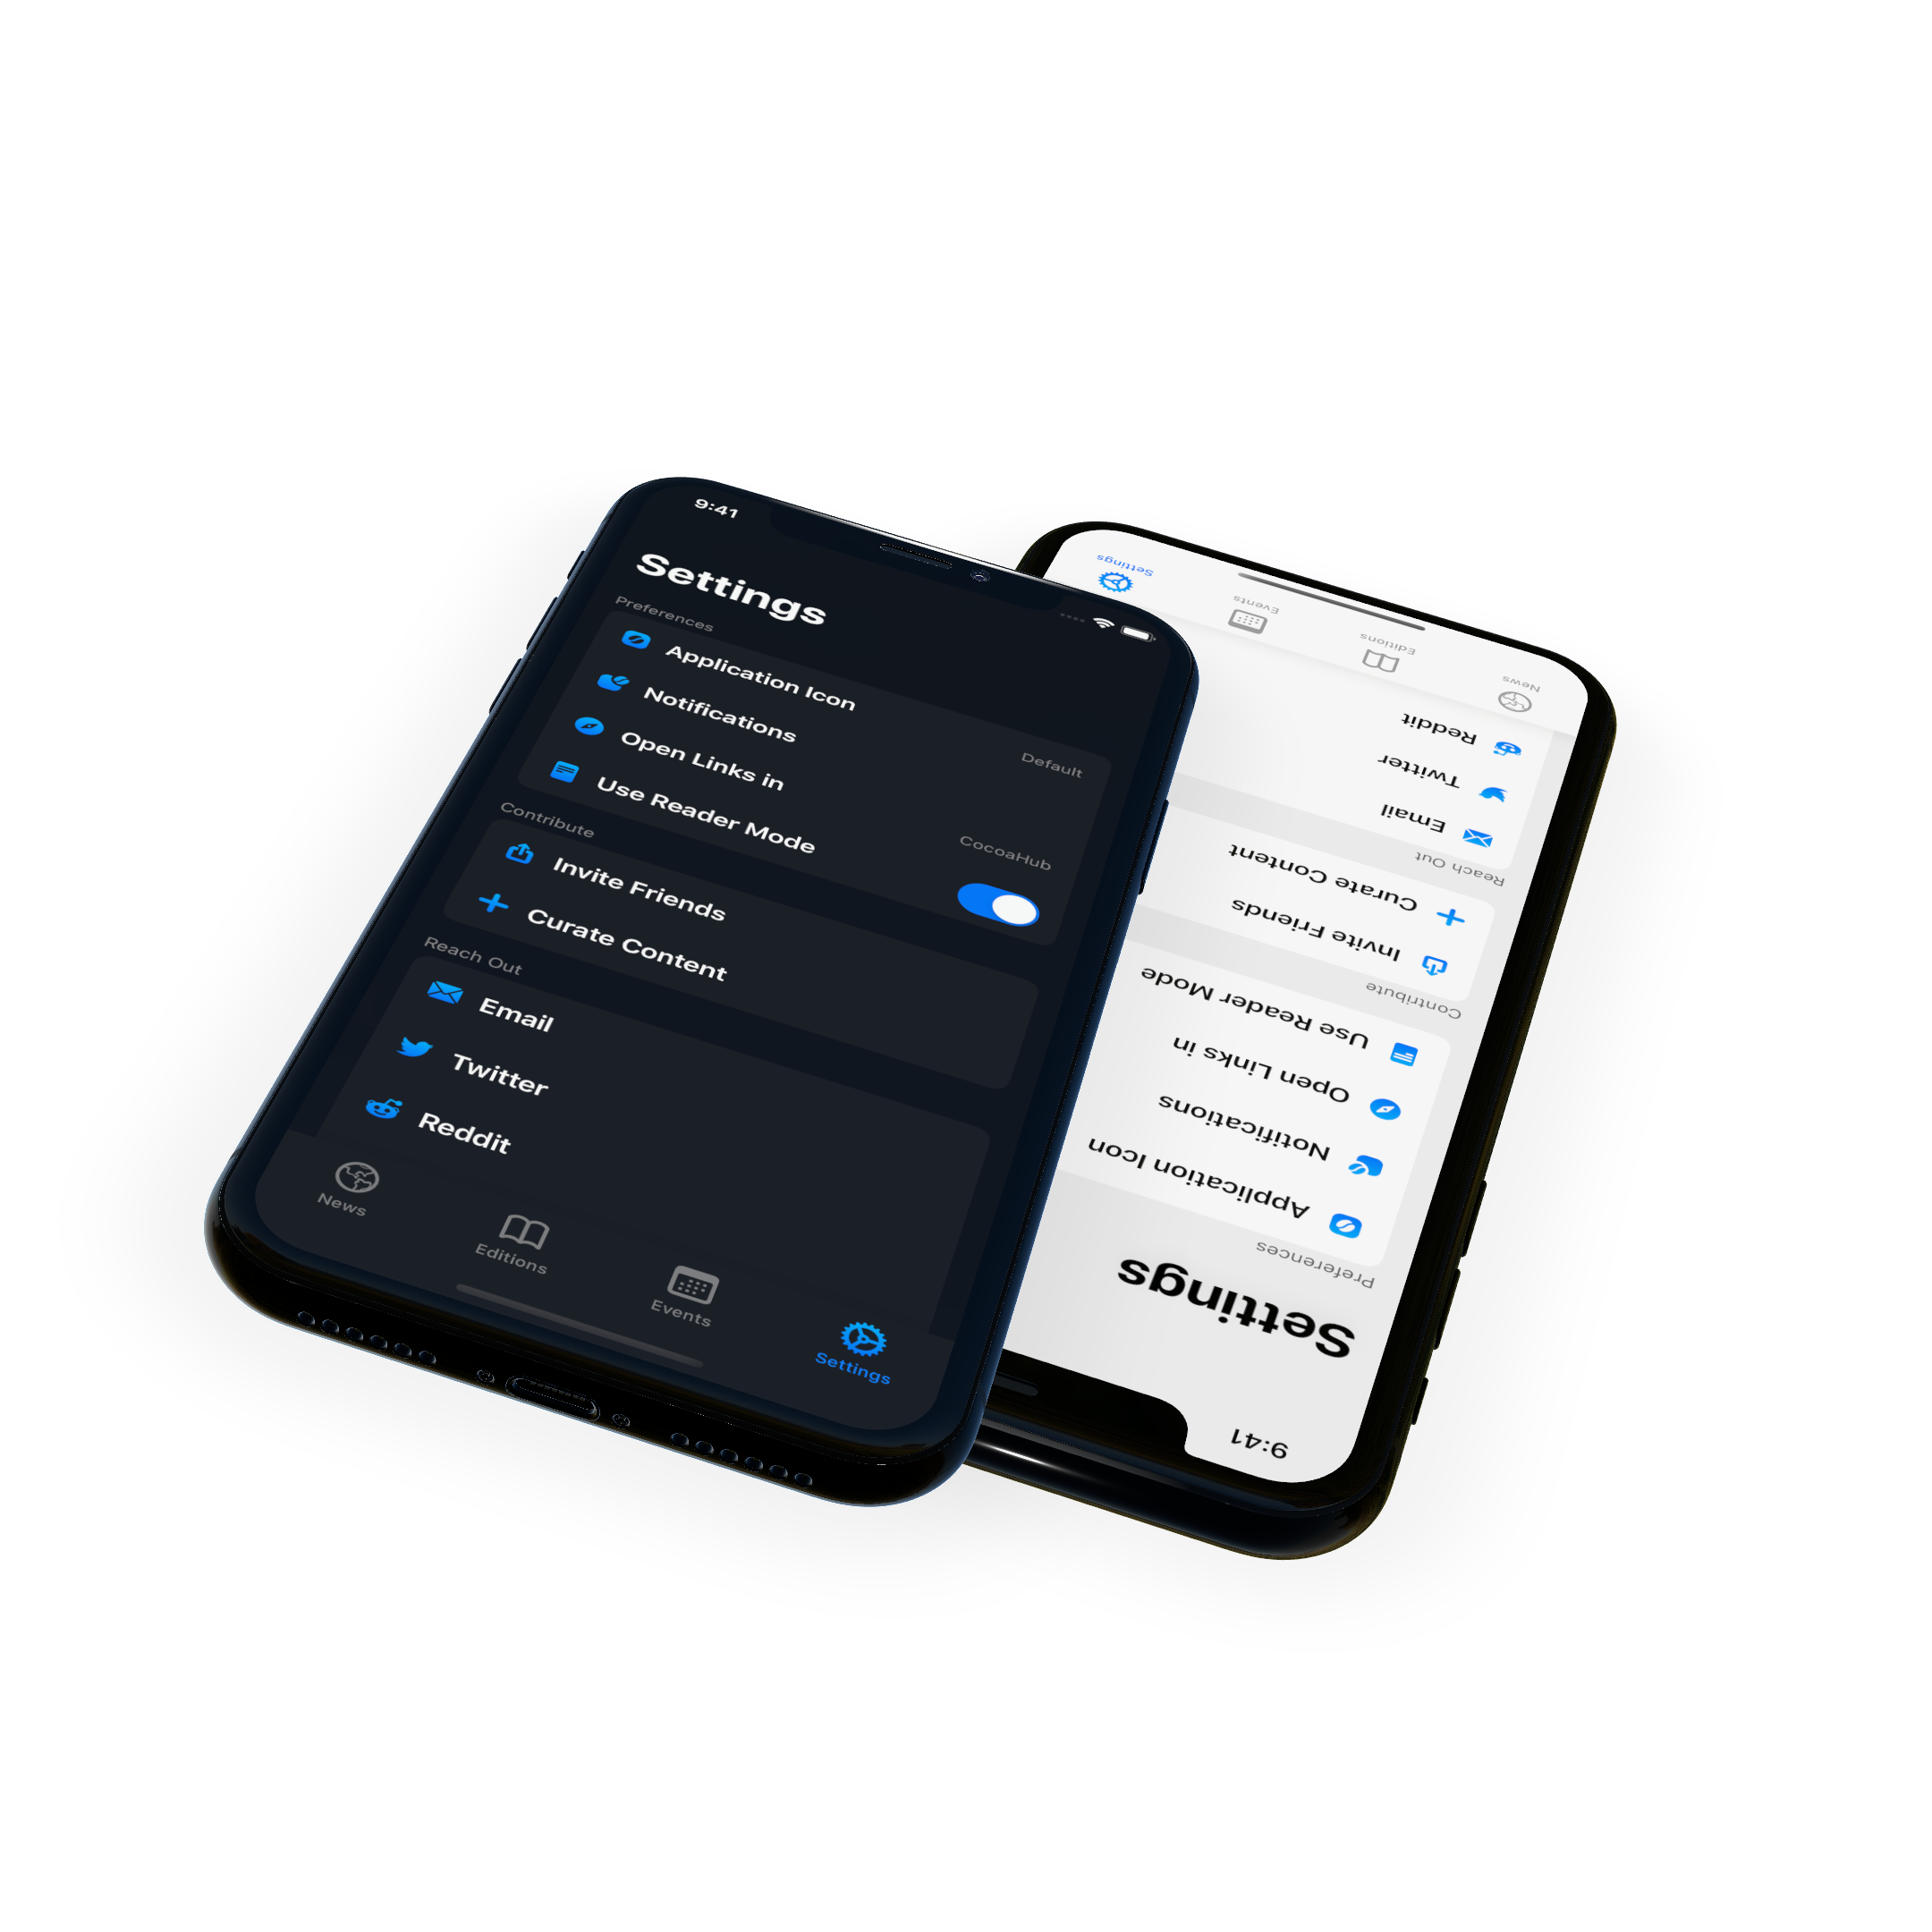 9:41
Settings
Preferences
Application Icon
Default
Notifications
Open Links in
CocoaHub
Use Reader Mode
Contribute
Invite Friends
Curate Content
Reach Out
Email
Twitter
Reddit
News
Editions
Events
Settings
9:41
Settings
Preferences
Application Icon
Notifications
Open Links in
Use Reader Mode
Contribute
Invite Friends
Curate Content
Reach Out
Email
Twitter
Reddit
News
Editions
Events
Settings